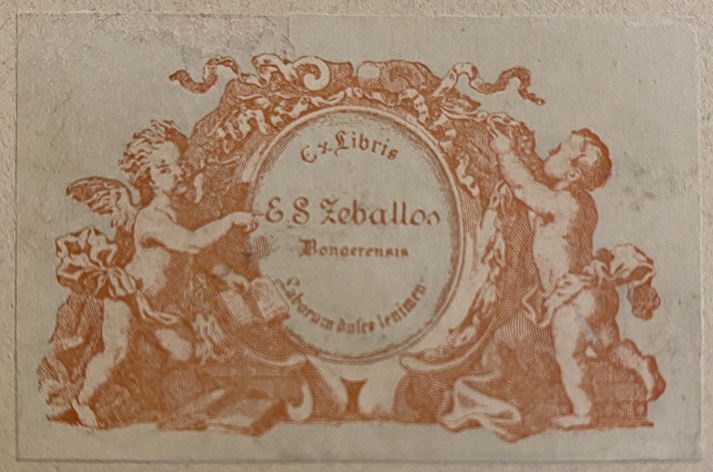 Ex Libris
E S Zeballos
Bonaerensis
Laborum dulce lenimen